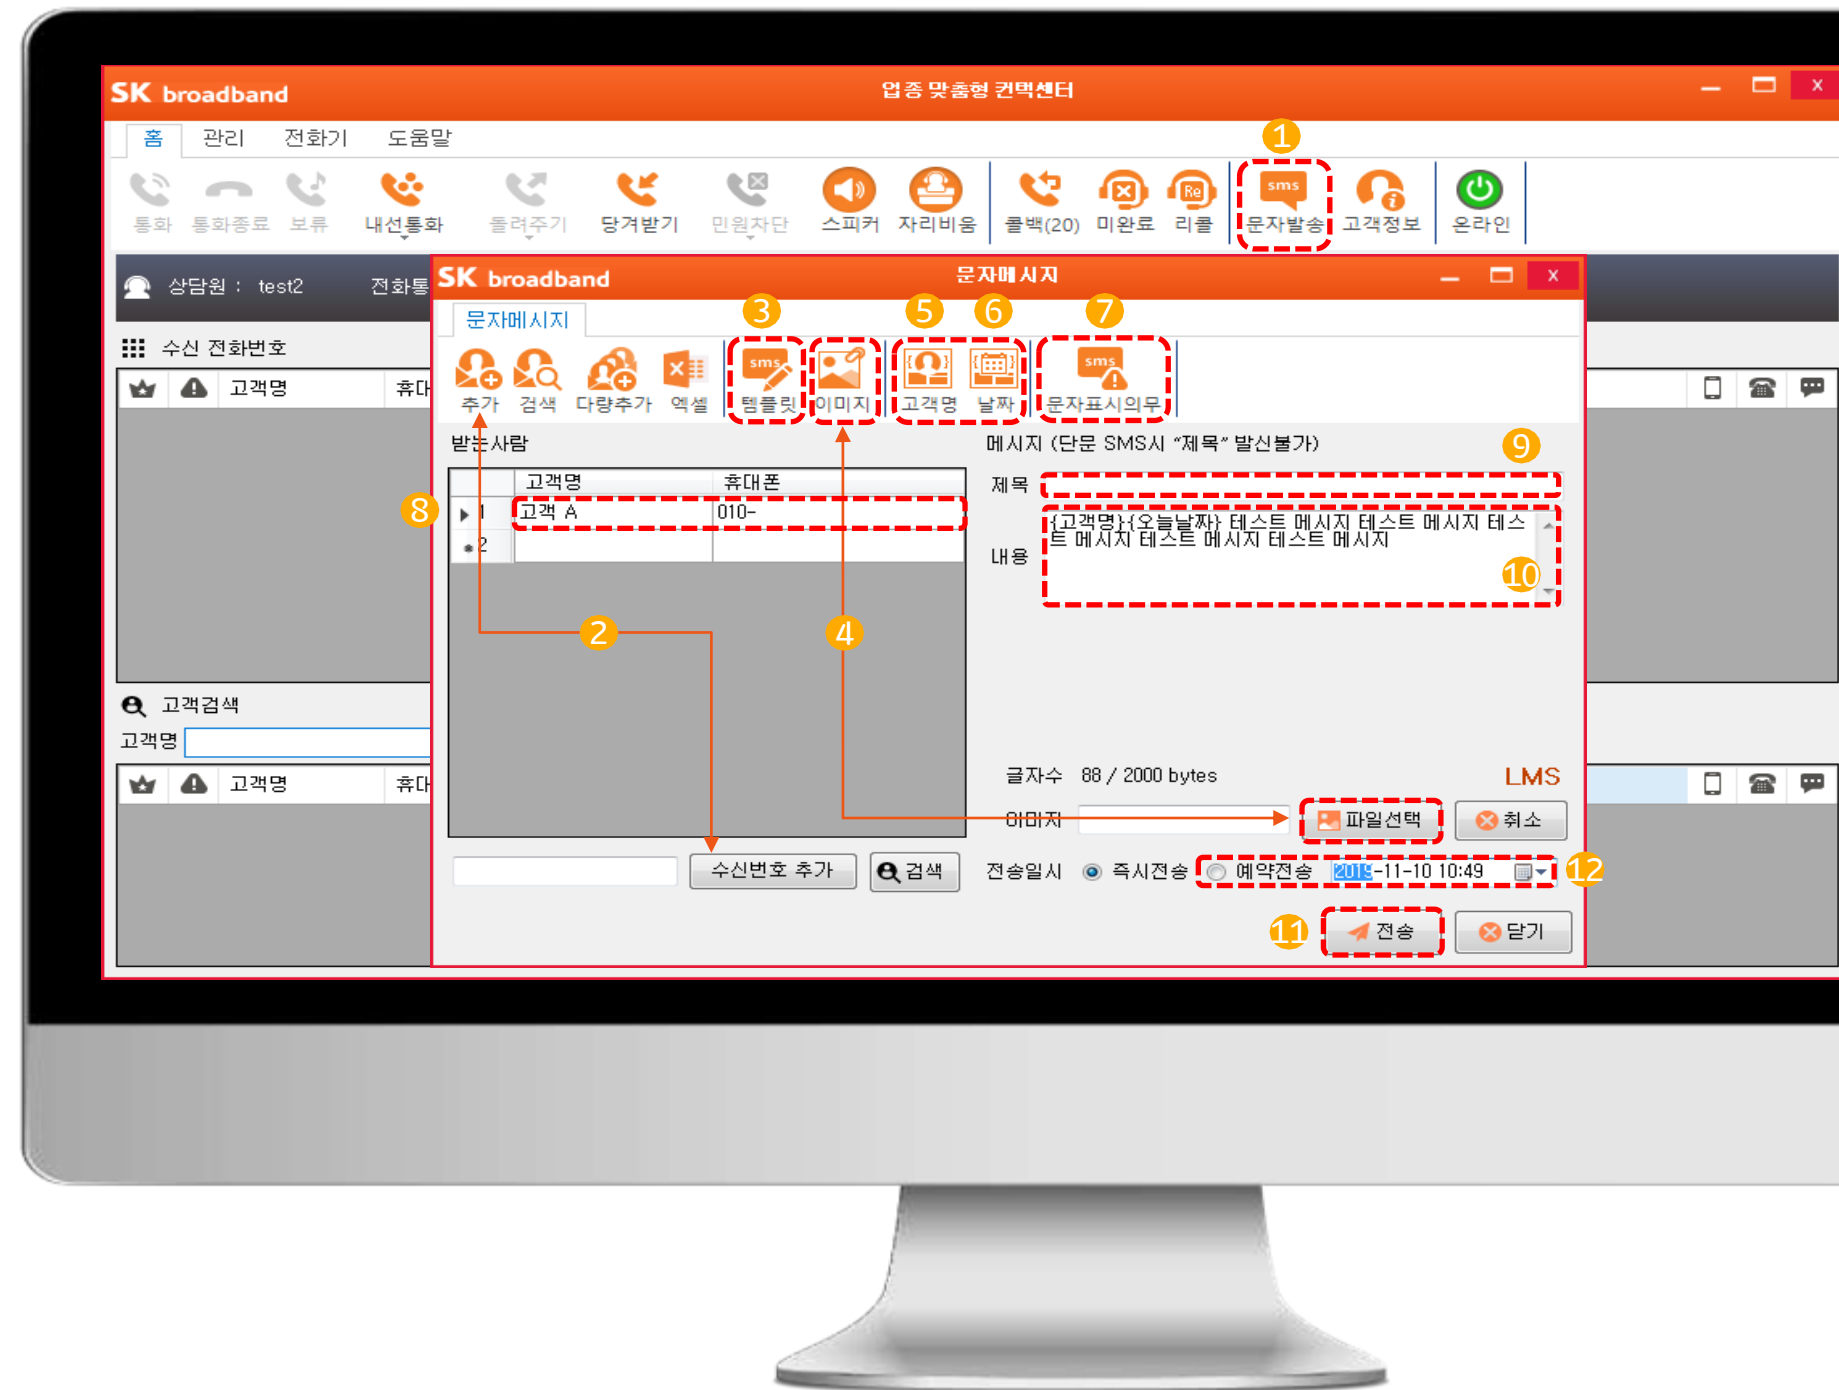 SK broadband 업종 맞춤형 컨택센터 x
홈 관리 전화기 도움말
1
sms
Re
통화 통화종료 보류 내선통화 돌려주기 당겨받기 민원차단 스피커 자리비움 콜백(20) 미완료 리콜 문자발송 고객정보 온라인
상담원 : test2 전화통
수신 전화번호
고객명 휴대
고객검색
고객명
고객명 휴대
SK broadband 문자메시지 x
문자메시지
3 5 6 7
sms sms
추가 검색 다량추가 엑셀 템플릿 이미지 고객명 날짜 문자표시의무
받는사람
고객명 휴대폰
8
1 고객 A 010-
2
2 4
수신번호 추가 검색
메시지 (단문 SMS시 "제목" 발신불가)
9
제목
내용
{고객명}{오늘날짜} 테스트 메시지 테스트 메시지 테스
트 메시지 테스트 메시지 테스트 메시지
10
글자수 88 / 2000 bytes LMS
이미지 파일선택 취소
전송일시 즉시전송 예약전송 2019-11-10 10:49 12
11 전송 닫기